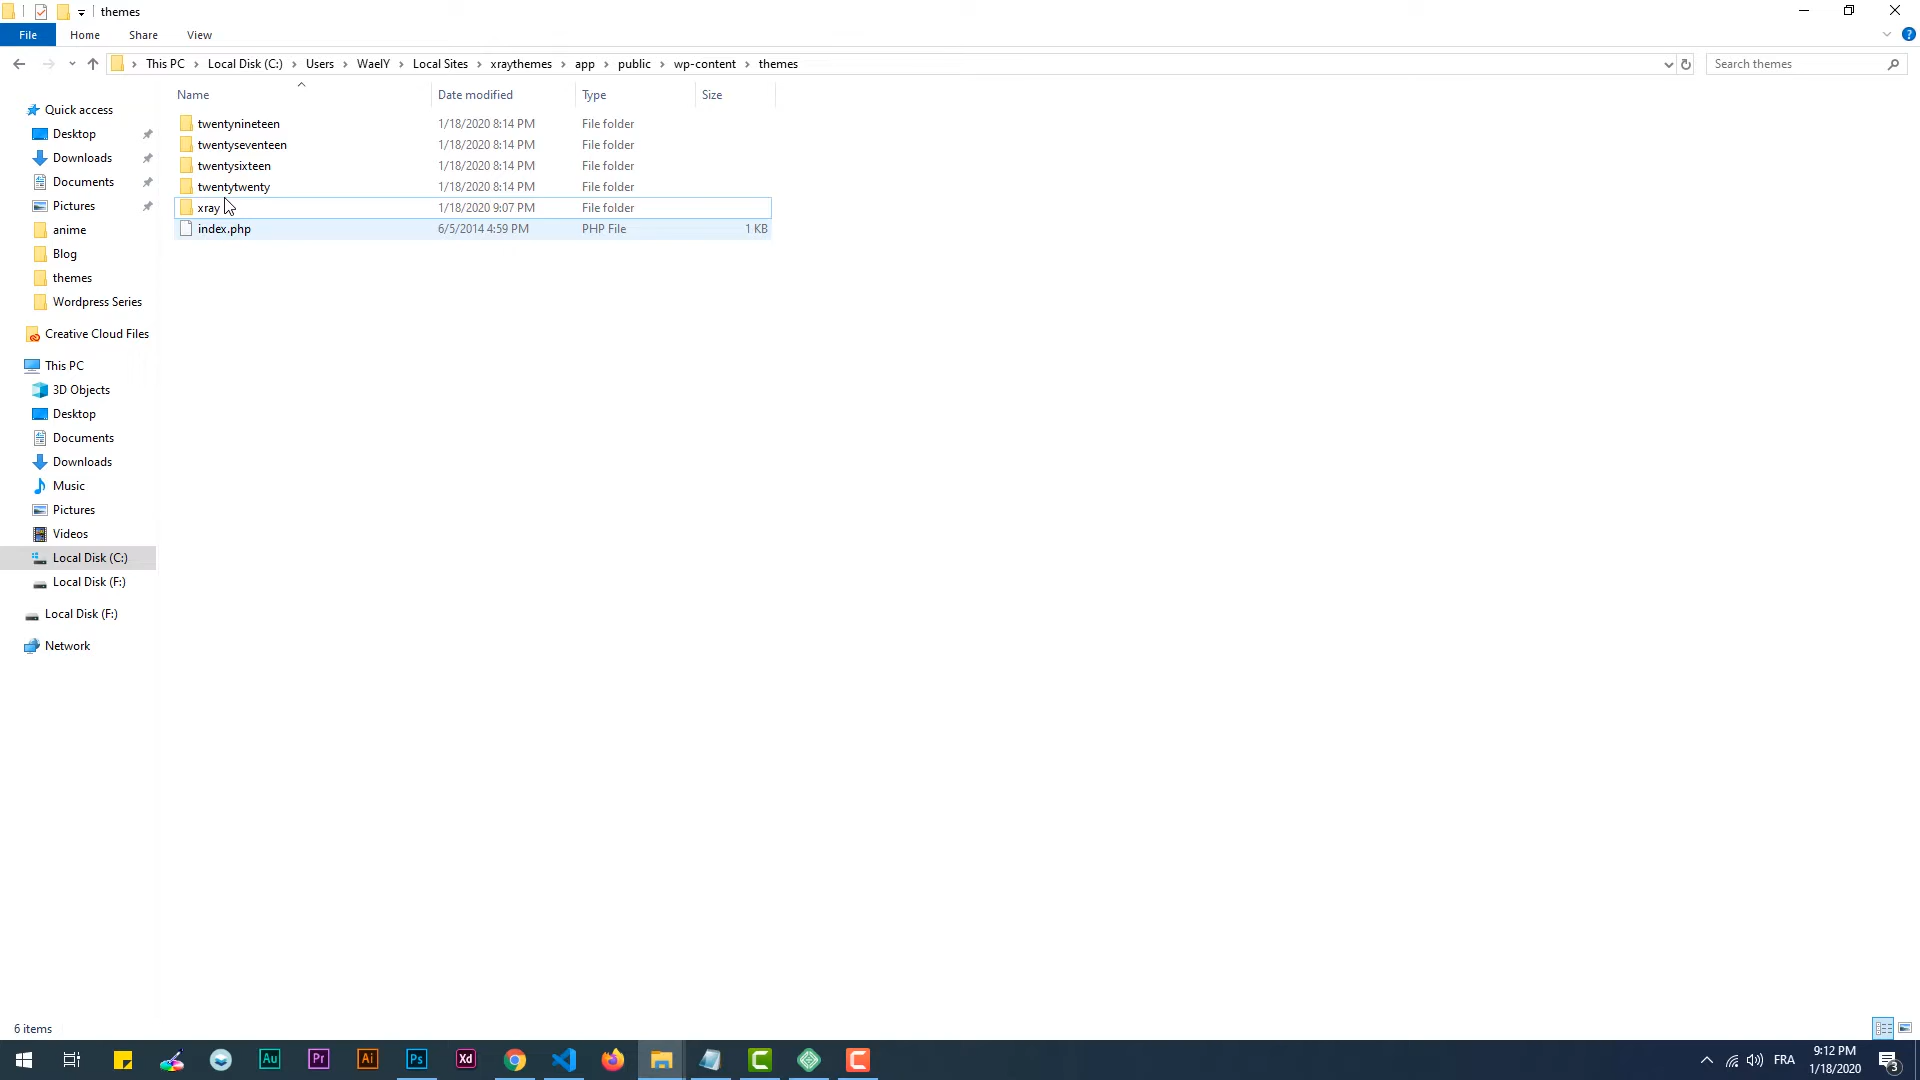 themes
File Home Share View
This PC Local Disk (C:) Users WaelY Local Sites xraythemes app public wp-content themes
Search themes
Name Date modified Type Size
twentynineteen 1/18/2020 8:14 PM File folder
twentyseventeen 1/18/2020 8:14 PM File folder
twentysixteen 1/18/2020 8:14 PM File folder
twentytwenty 1/18/2020 8:14 PM File folder
xray 1/18/2020 9:07 PM File folder
index.php 6/5/2014 4:59 PM PHP File 1 KB
Quick access
Desktop
Downloads
Documents
Pictures
anime
Blog
themes
Wordpress Series
Creative Cloud Files
This PC
3D Objects
Desktop
Documents
Downloads
Music
Pictures
Videos
Local Disk (C:)
Local Disk (F:)
Local Disk (F:)
Network
6 items
Au Pr Ai Ps Xd
FRA
9:12 PM
1/18/2020
3